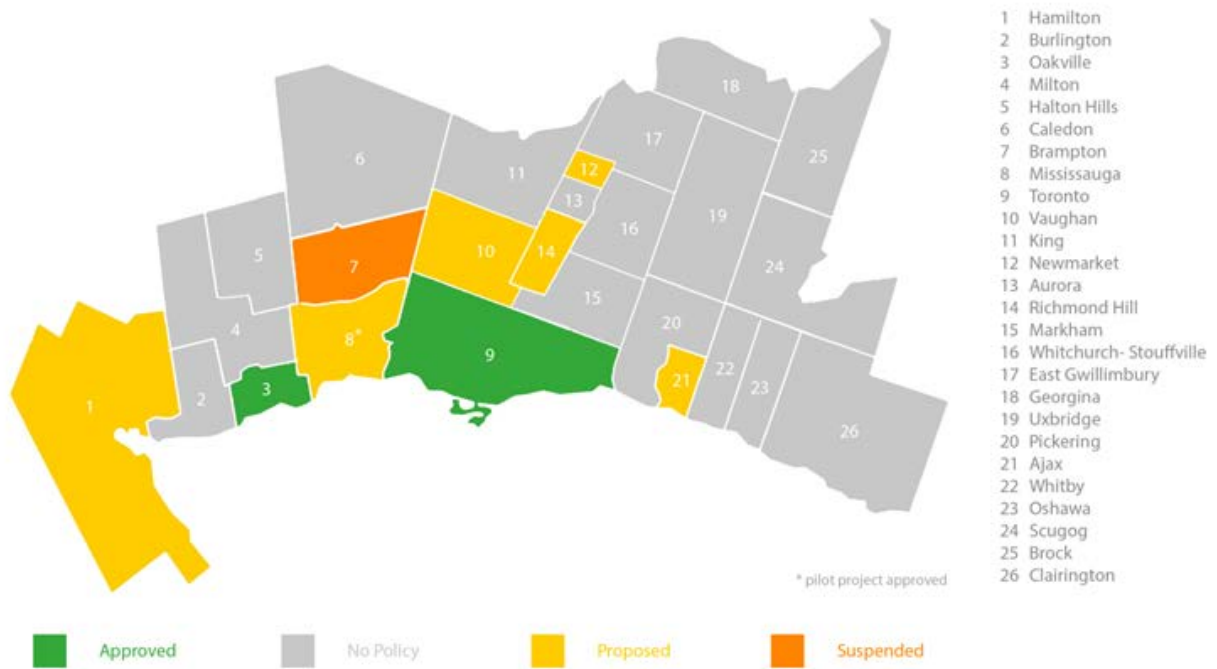 1 Hamilton
2 Burlington
3 Oakville
4 Milton
5 Halton Hills
6 Caledon
7 Brampton
8 Mississauga
9 Toronto
10 Vaughan
11 King
12 Newmarket
13 Aurora
14 Richmond Hill
15 Markham
16 Whitchurch- Stouffville
17 East Gwillimbury
18 Georgina
19 Uxbridge
20 Pickering
21 Ajax
22 Whitby
23 Oshawa
24 Scugog
25 Brock
26 Clairington
18
17
25
6
11
12
13
16
19
5
7
10
14
24
15
4
8*
9
20
3
2
1
21
22
23
26
* pilot project approved
Approved
No Policy
Proposed
Suspended